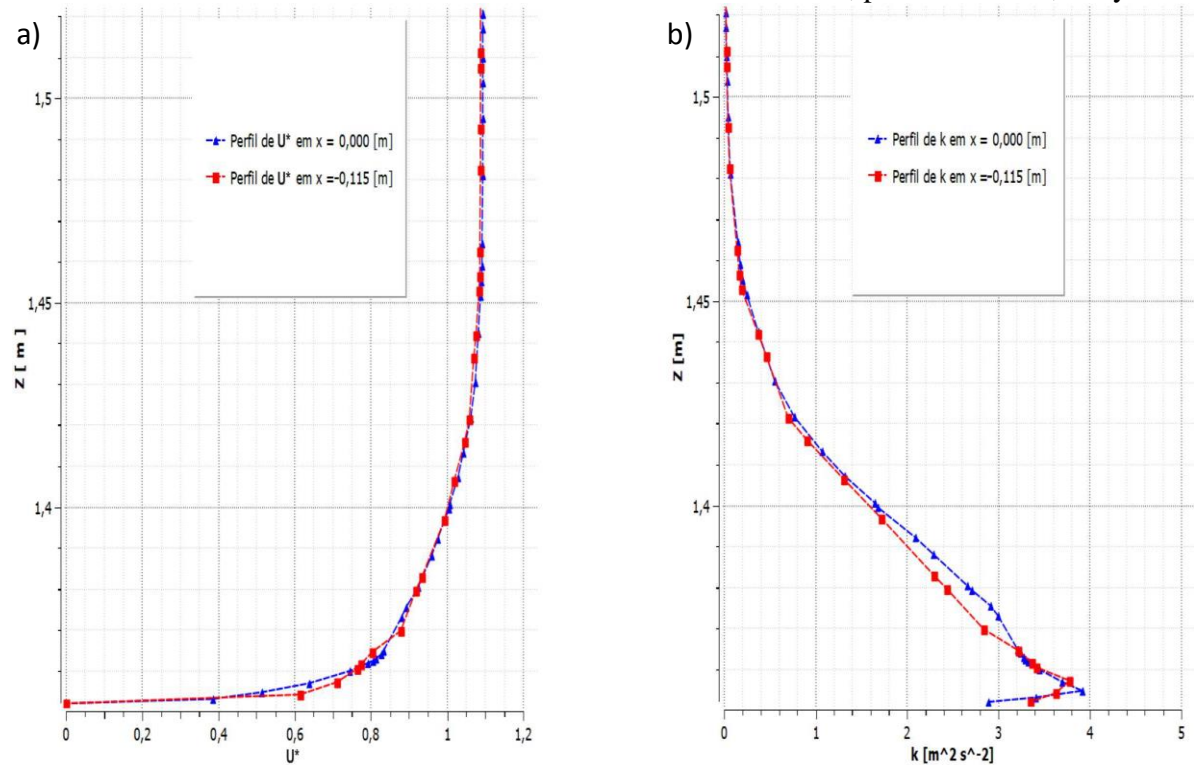 a)
1,5
1,45
1,4
Z [ m ]
Perfil de U* em x = 0,000 [m]
Perfil de U* em x =-0,115 [m]
0 0,2 0,4 0,6 0,8 1 1,2
U*
b)
1,5
1,45
1,4
Z [m]
Perfil de k em x = 0,000 [m]
Perfil de k em x =-0,115 [m]
0 1 2 3 4 5
k [m^2 s^-2]